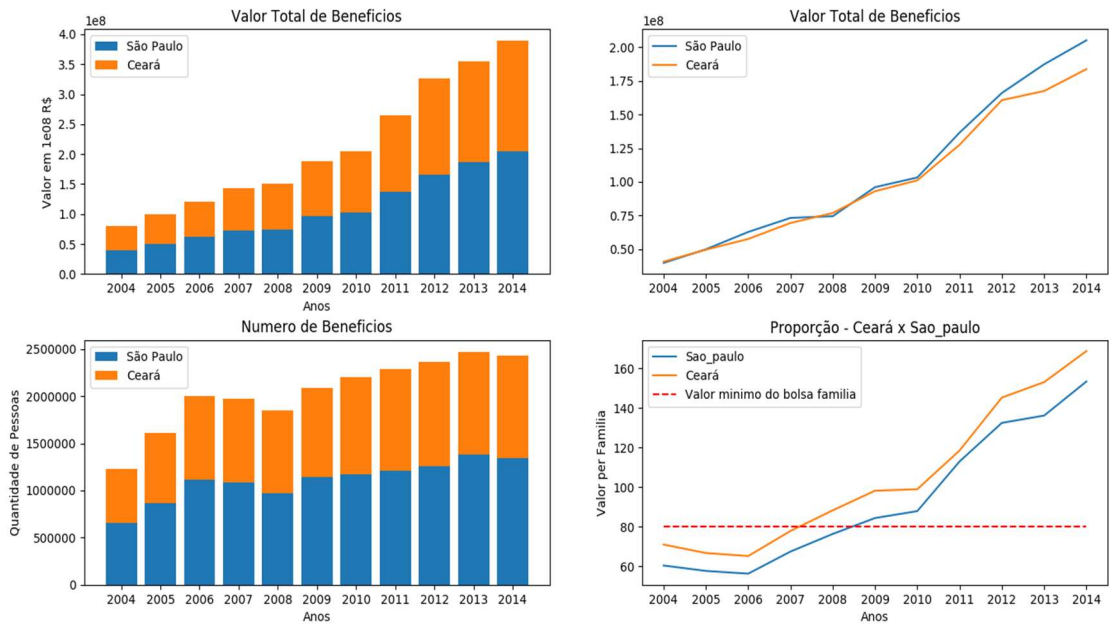 Valor Total de Beneficios
1e8
São Paulo
Ceará
Valor em 1e08 R$
4.0
3.5
3.0
2.5
2.0
1.5
1.0
0.5
0.0
2004 2005 2006 2007 2008 2009 2010 2011 2012 2013 2014
Anos
Valor Total de Beneficios
1e8
São Paulo
Ceará
2.00
1.75
1.50
1.25
1.00
0.75
0.50
2004 2005 2006 2007 2008 2009 2010 2011 2012 2013 2014
Numero de Beneficios
São Paulo
Ceará
Quantidade de Pessoas
2500000
2000000
1500000
1000000
500000
0
2004 2005 2006 2007 2008 2009 2010 2011 2012 2013 2014
Anos
Proporção - Ceará x Sao_paulo
Sao_paulo
Ceará
Valor minimo do bolsa familia
Valor per Familia
160
140
120
100
80
60
2004 2005 2006 2007 2008 2009 2010 2011 2012 2013 2014
Anos